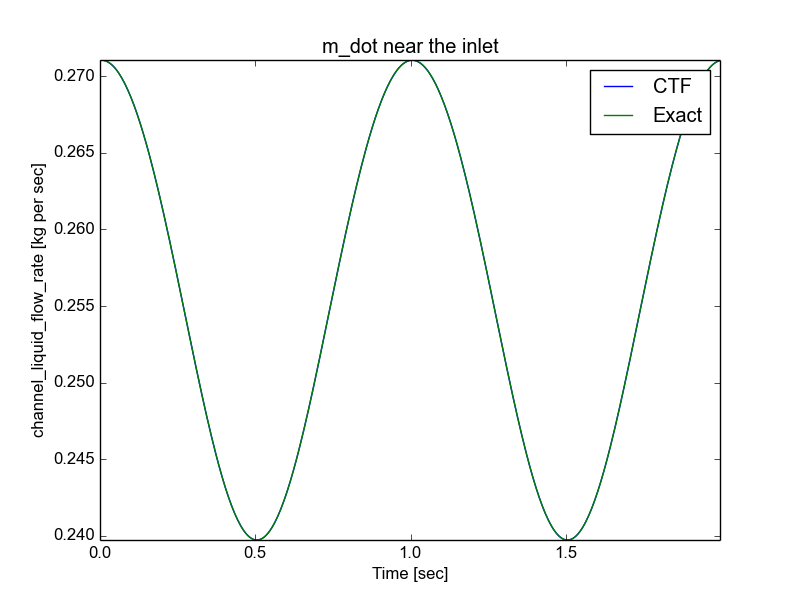 m_dot near the inlet
CTF
Exact
channel_liquid_flow_rate [kg per sec]
0.270
0.265
0.260
0.255
0.250
0.245
0.240
0.0
0.5
1.0
1.5
Time [sec]